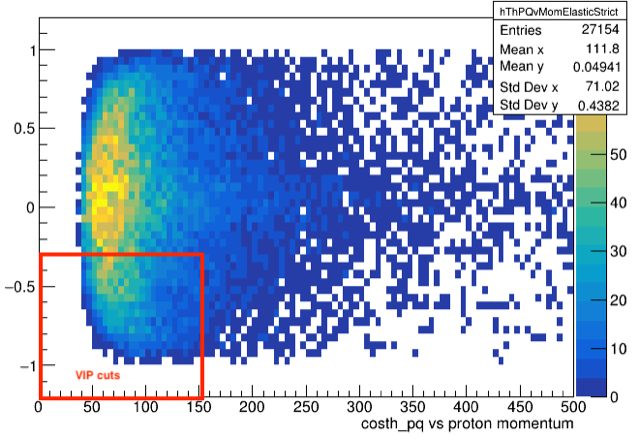 hThPQvMomElasticStrict
Entries 27154
Mean x 111.8
Mean y 0.04941
Std Dev x 71.02
Std Dev y 0.4382
1
0.5
0
−0.5
−1
50
40
30
20
10
0
VIP cuts
0 50 100 150 200 250 300 350 400 450 500
costh_pq vs proton momentum